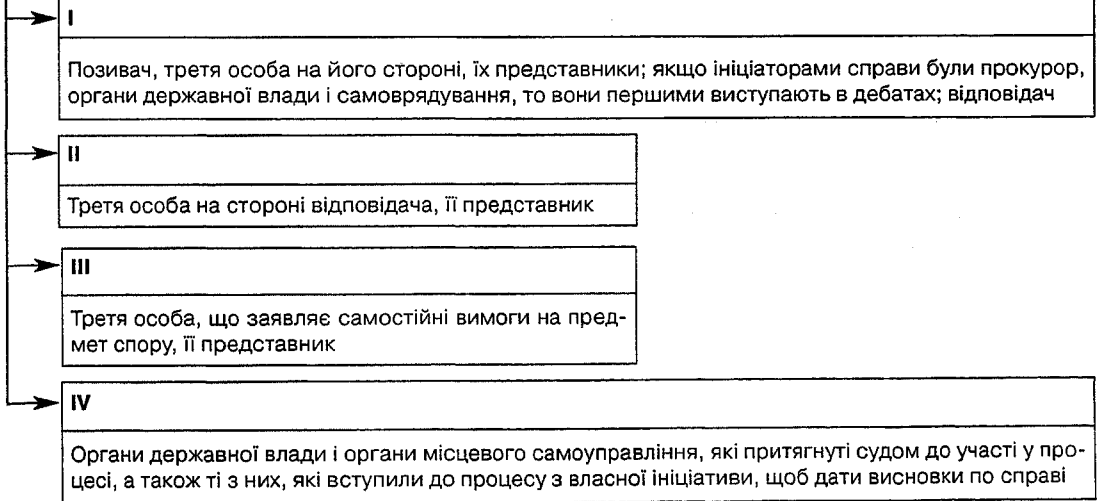 I
Позивач, третя особа на його стороні, їх представники; якщо ініціаторами справи були прокурор,
органи державної влади і самоврядування, то вони першими виступають в дебатах; відповідач
II
Третя особа на стороні відповідача, її представник
III
Третя особа, що заявляє самостійні вимоги на пред-
мет спору, її представник
IV
Органи державної влади і органи місцевого самоуправління, які притягнуті судом до участі у про-
цесі, а також ті з них, які вступили до процесу з власної ініціативи, щоб дати висновки по справі